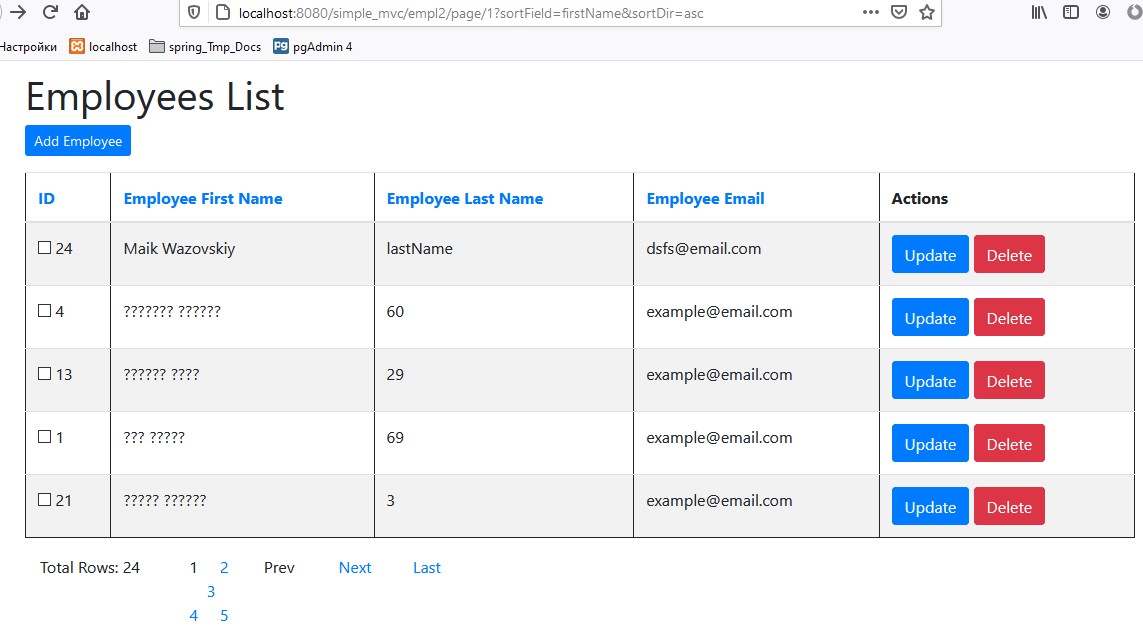 localhost:8080/simple_mvc/empl2/page/1?sortField=firstName&sortDir=asc
Настройки localhost spring_Tmp_Docs pgAdmin 4
Employees List
Add Employee
ID Employee First Name Employee Last Name Employee Email Actions
24 Maik Wazovskiy lastName dsfs@email.com Update Delete
4 ??????? ?????? 60 example@email.com Update Delete
13 ?????? ???? 29 example@email.com Update Delete
1 ??? ????? 69 example@email.com Update Delete
21 ????? ?????? 3 example@email.com Update Delete
Total Rows: 24 1 2 Prev Next Last
3
4 5